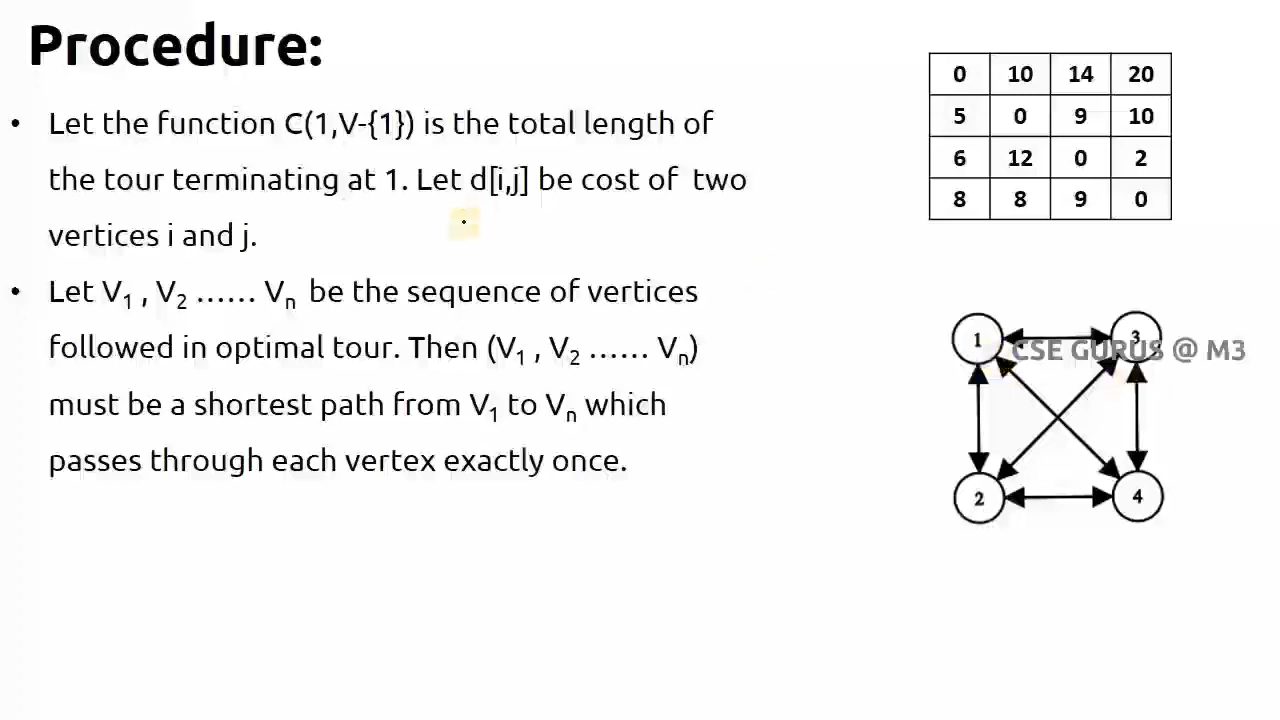 Procedure:
• Let the function C(1,V-{1}) is the total length of
the tour terminating at 1. Let d[i,j] be cost of two
vertices i and j.
• Let V1 , V2 …… Vn be the sequence of vertices
followed in optimal tour. Then (V1 , V2 …… Vn)
must be a shortest path from V1 to Vn which
passes through each vertex exactly once.
0 10 14 20
5 0 9 10
6 12 0 2
8 8 9 0
1 3
CSE GURUS @ M3
2 4